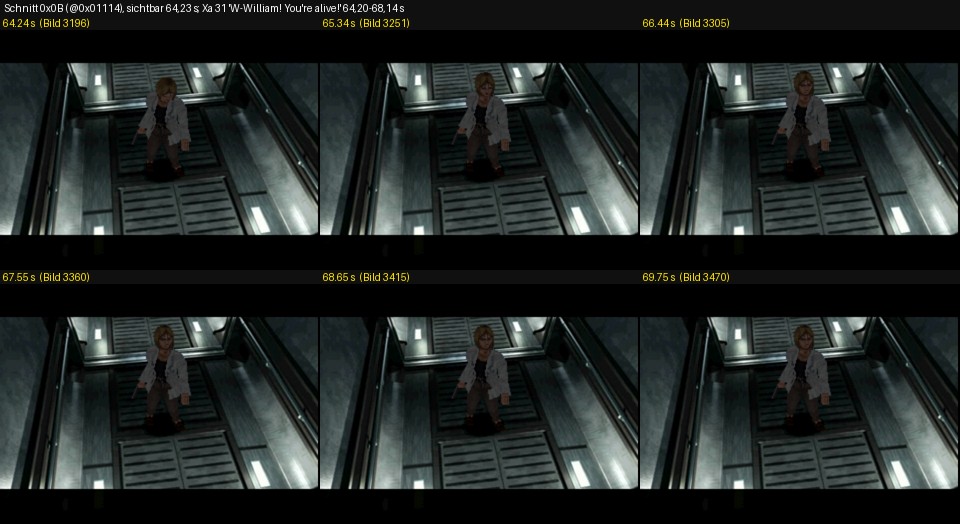 Schnitt 0x0B (@0x01114), sichtbar 64,23 s; Xa 31 'W-William! You're alive!' 64,20-68,14 s
64.24 s (Bild 3196) 65.34 s (Bild 3251) 66.44 s (Bild 3305)
67.55 s (Bild 3360) 68.65 s (Bild 3415) 69.75 s (Bild 3470)